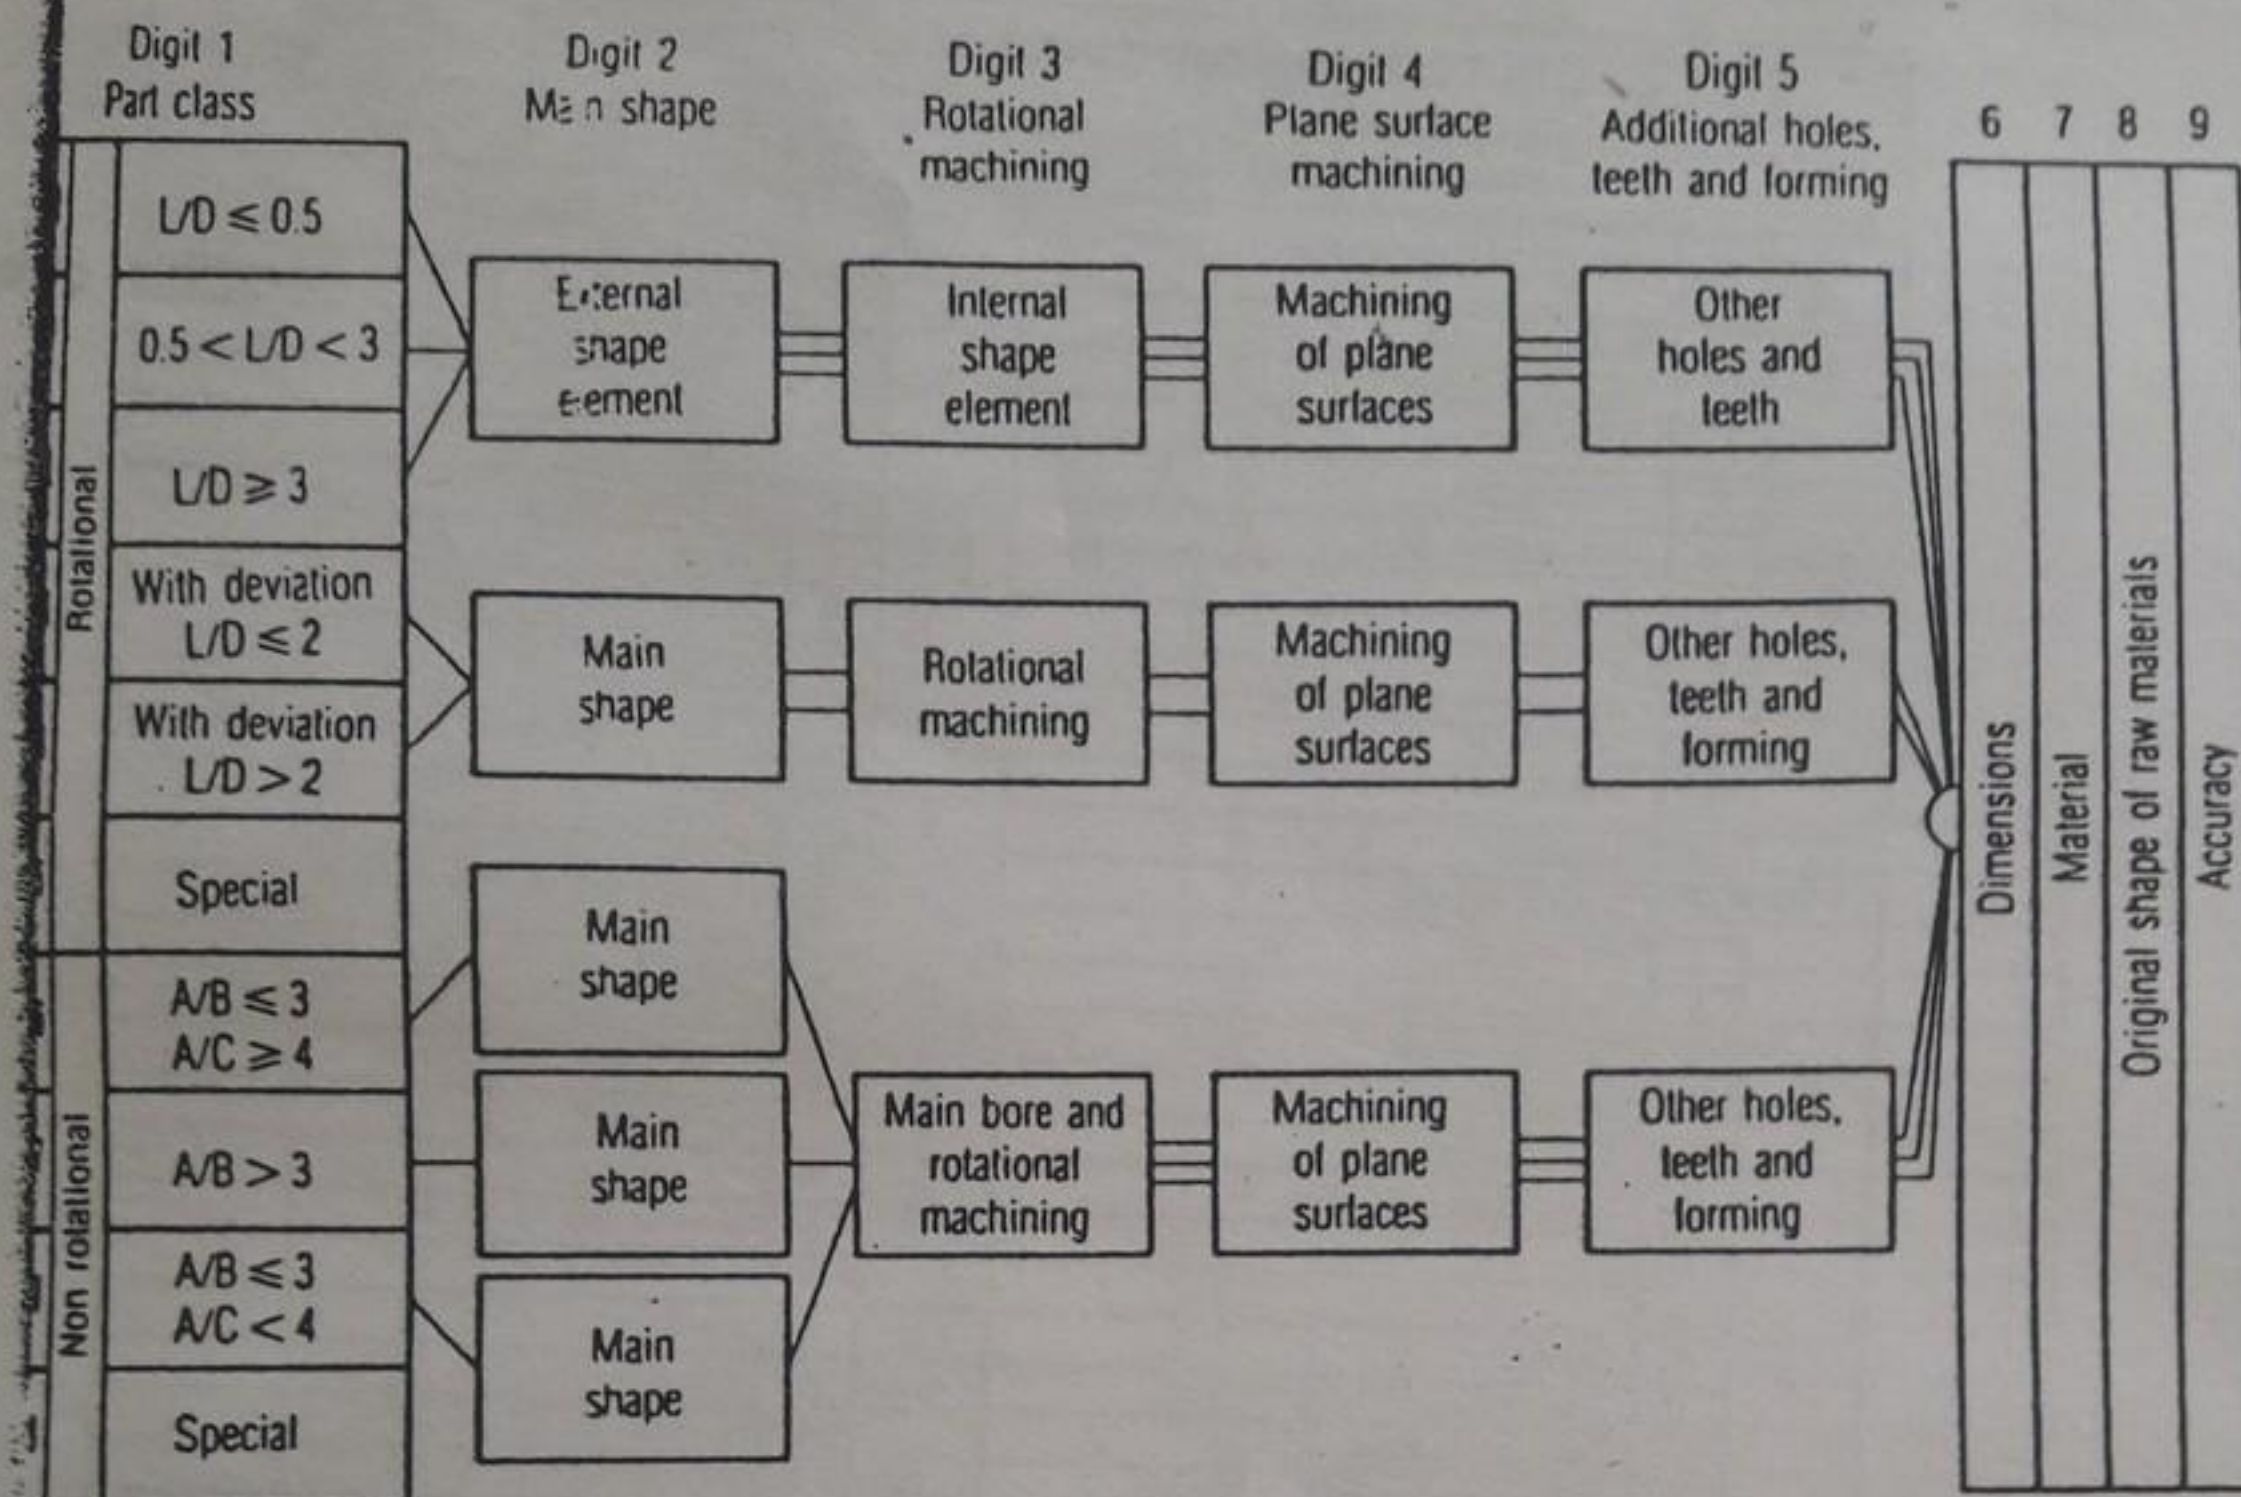 Digit 1
Part class
Digit 2
Main shape
Digit 3
Rotational
machining
Digit 4
Plane surface
machining
Digit 5
Additional holes,
teeth and forming
6 7 8 9
Rotational
L/D ≤ 0.5
0.5 < L/D < 3
L/D ≥ 3
With deviation
L/D ≤ 2
With deviation
L/D > 2
Special
Non rotational
A/B ≤ 3
A/C ≥ 4
A/B > 3
A/B ≤ 3
A/C < 4
Special
External
shape
element
Internal
shape
element
Machining
of plane
surfaces
Other
holes and
teeth
Main
shape
Rotational
machining
Machining
of plane
surfaces
Other holes,
teeth and
forming
Main
shape
Main
shape
Main
shape
Main bore and
rotational
machining
Machining
of plane
surfaces
Other holes,
teeth and
forming
Dimensions
Material
Original shape of raw materials
Accuracy